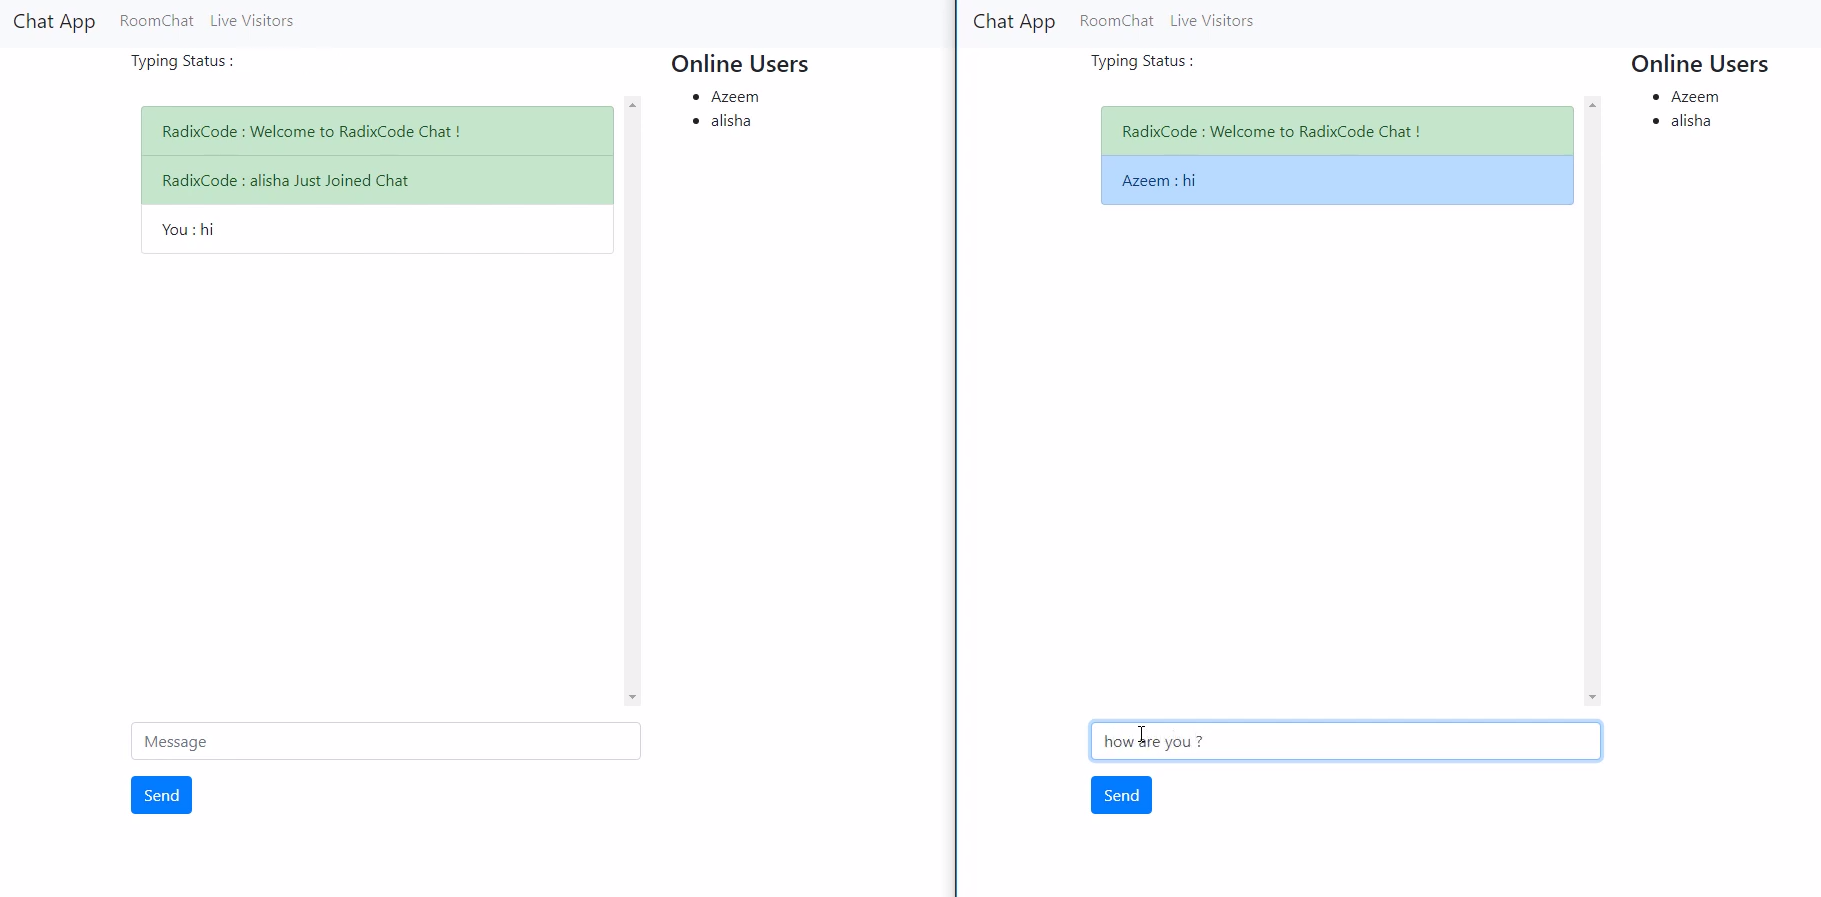 Chat App RoomChat Live Visitors
Typing Status :
Online Users
Azeem
alisha
RadixCode : Welcome to RadixCode Chat !
RadixCode : alisha Just Joined Chat
You : hi
Message
Send
Chat App RoomChat Live Visitors
Typing Status :
Online Users
Azeem
alisha
RadixCode : Welcome to RadixCode Chat !
Azeem : hi
how are you ?
Send